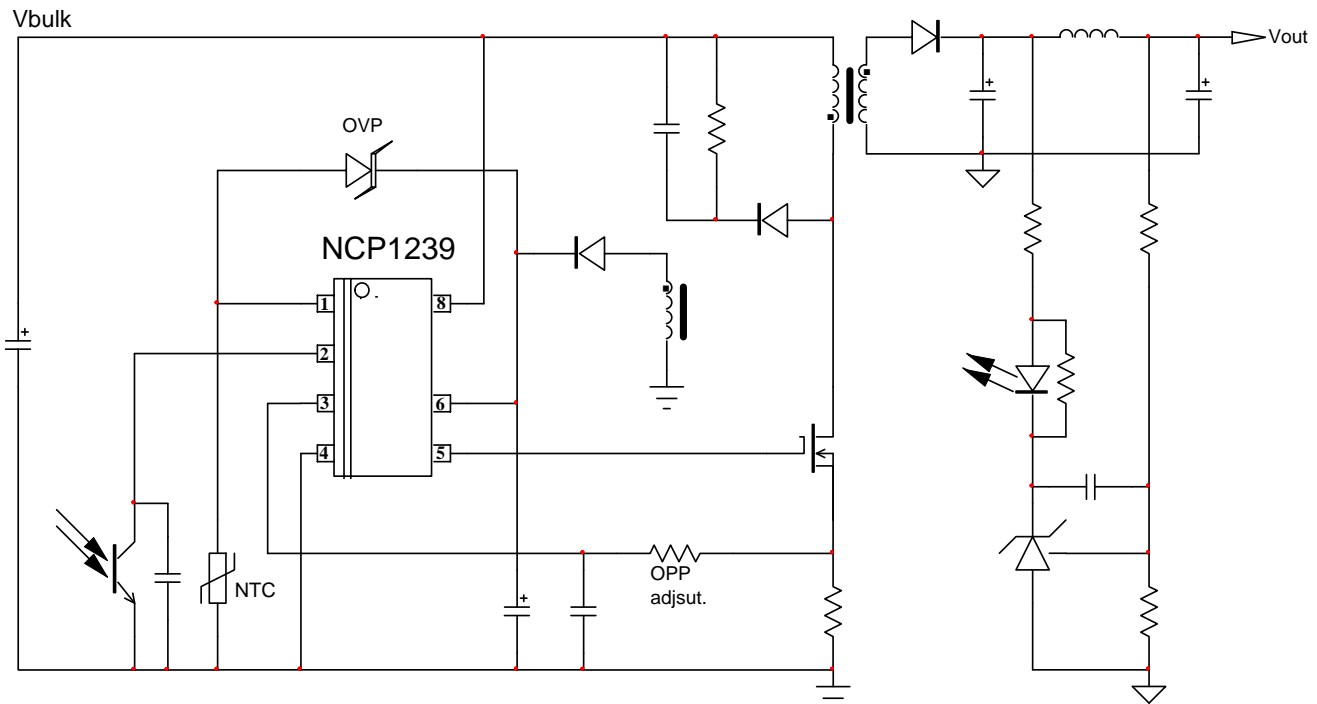 Vbulk
Vout
OVP
NCP1239
1
8
2
3
6
4
5
NTC
OPP
adjsut.
+
+
+
+